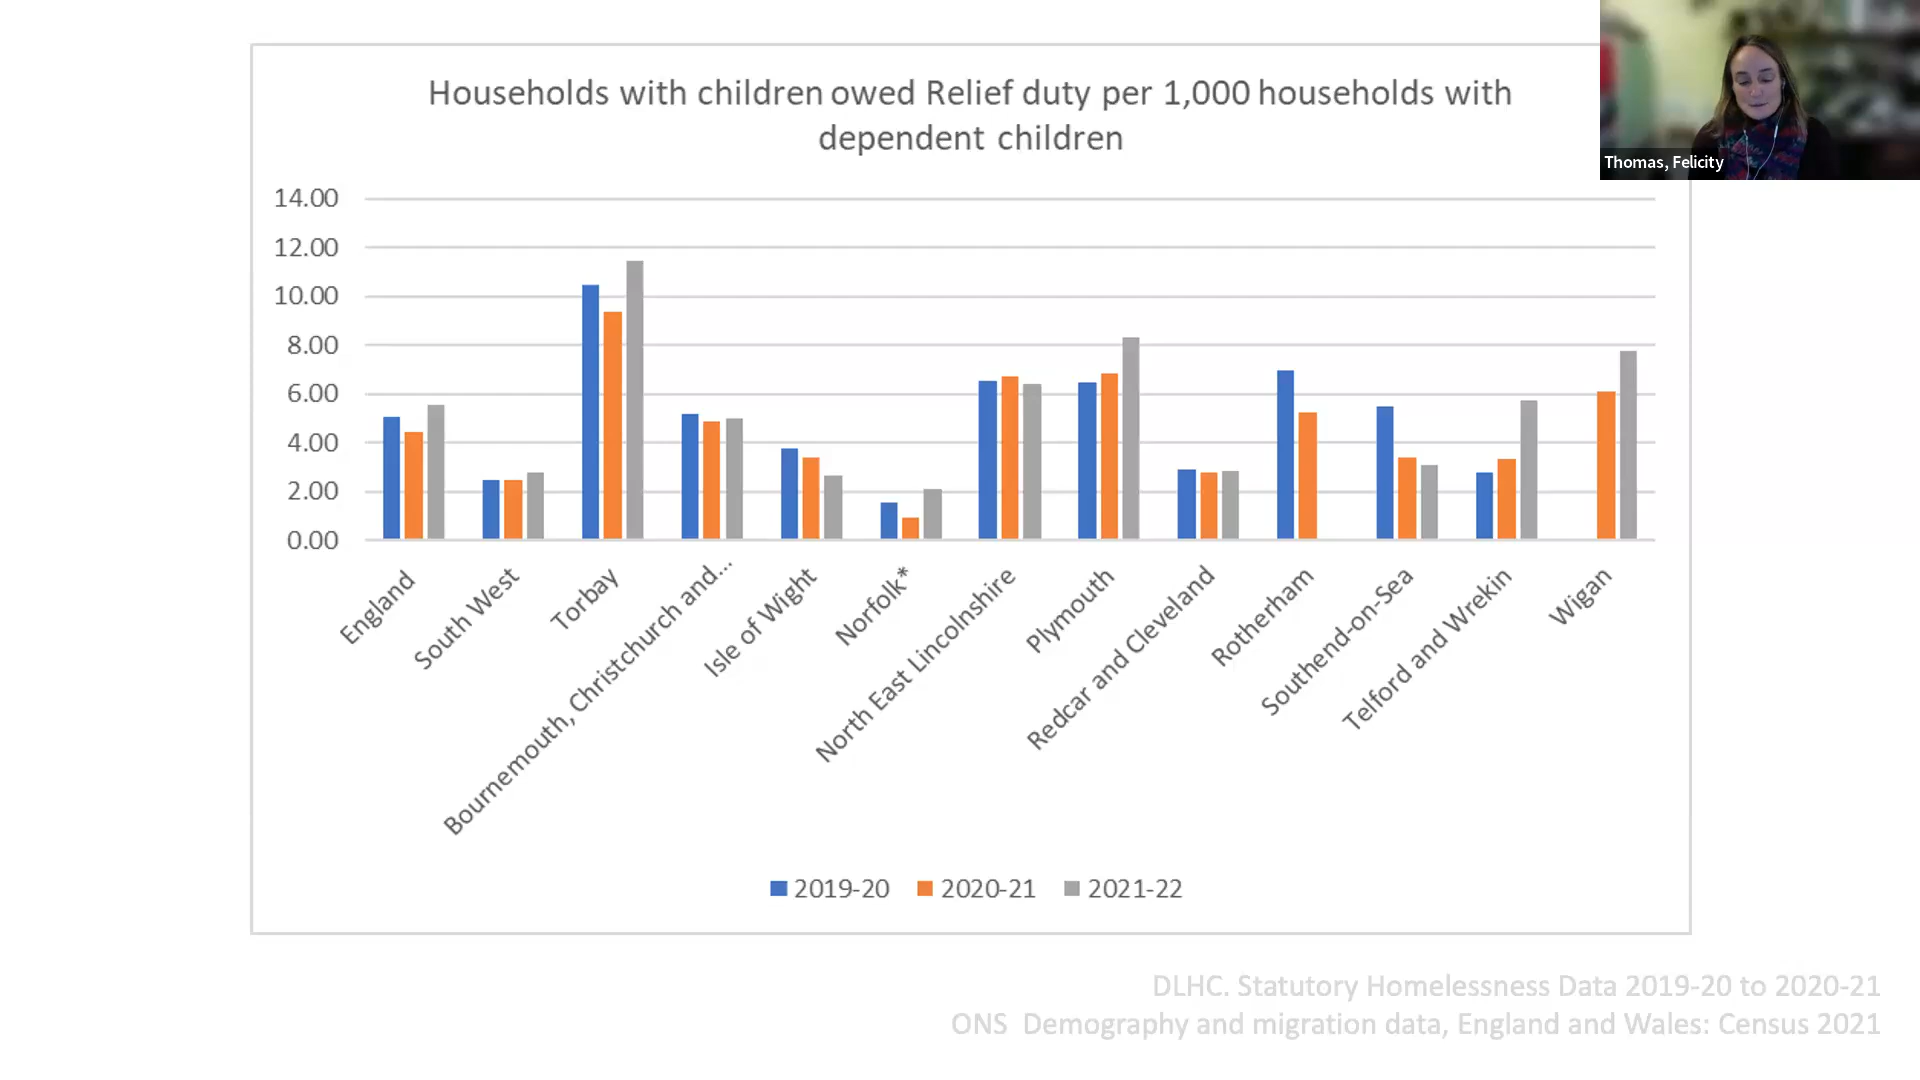 Households with children owed Relief duty per 1,000 households with
dependent children
Thomas, Felicity
14.00
12.00
10.00
8.00
6.00
4.00
2.00
0.00
England
South West
Torbay
Bournemouth, Christchurch and...
Isle of Wight
Norfolk*
North East Lincolnshire
Plymouth
Redcar and Cleveland
Rotherham
Southend-on-Sea
Telford and Wrekin
Wigan
2019-20 2020-21 2021-22
DLHC. Statutory Homelessness Data 2019-20 to 2020-21
ONS Demography and migration data, England and Wales: Census 2021